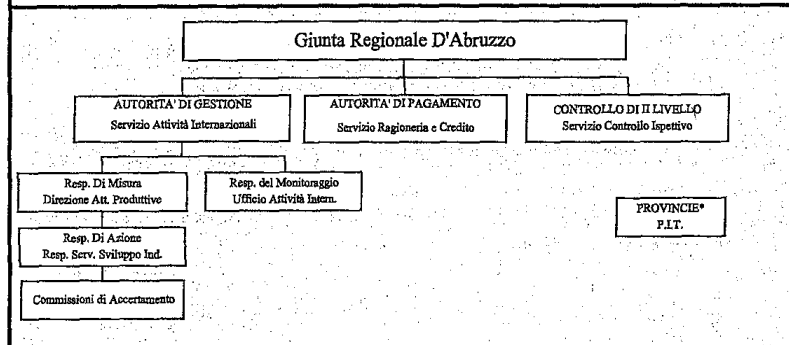 Giunta Regionale D'Abruzzo
AUTORITA' DI GESTIONE
Servizio Attività Internazionali
AUTORITA' DI PAGAMENTO
Servizio Ragioneria e Credito
CONTROLLO DI II LIVELLO
Servizio Controllo Ispettivo
Resp. Di Misura
Direzione Att. Produttive
Resp. del Monitoraggio
Ufficio Attività Intern.
PROVINCIE*
P.I.T.
Resp. Di Azione
Resp. Serv. Sviluppo Ind.
Commissioni di Accertamento